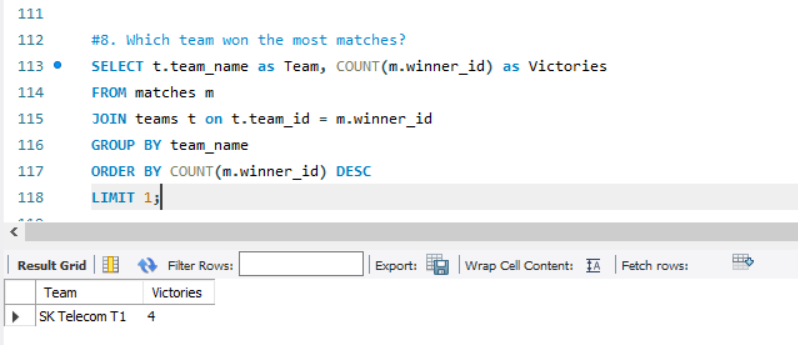 111
112 #8. Which team won the most matches?
113 SELECT t.team_name as Team, COUNT(m.winner_id) as Victories
114 FROM matches m
115 JOIN teams t on t.team_id = m.winner_id
116 GROUP BY team_name
117 ORDER BY COUNT(m.winner_id) DESC
118 LIMIT 1;
Result Grid Filter Rows: Export: Wrap Cell Content: IA Fetch rows:
Team Victories
SK Telecom T1 4